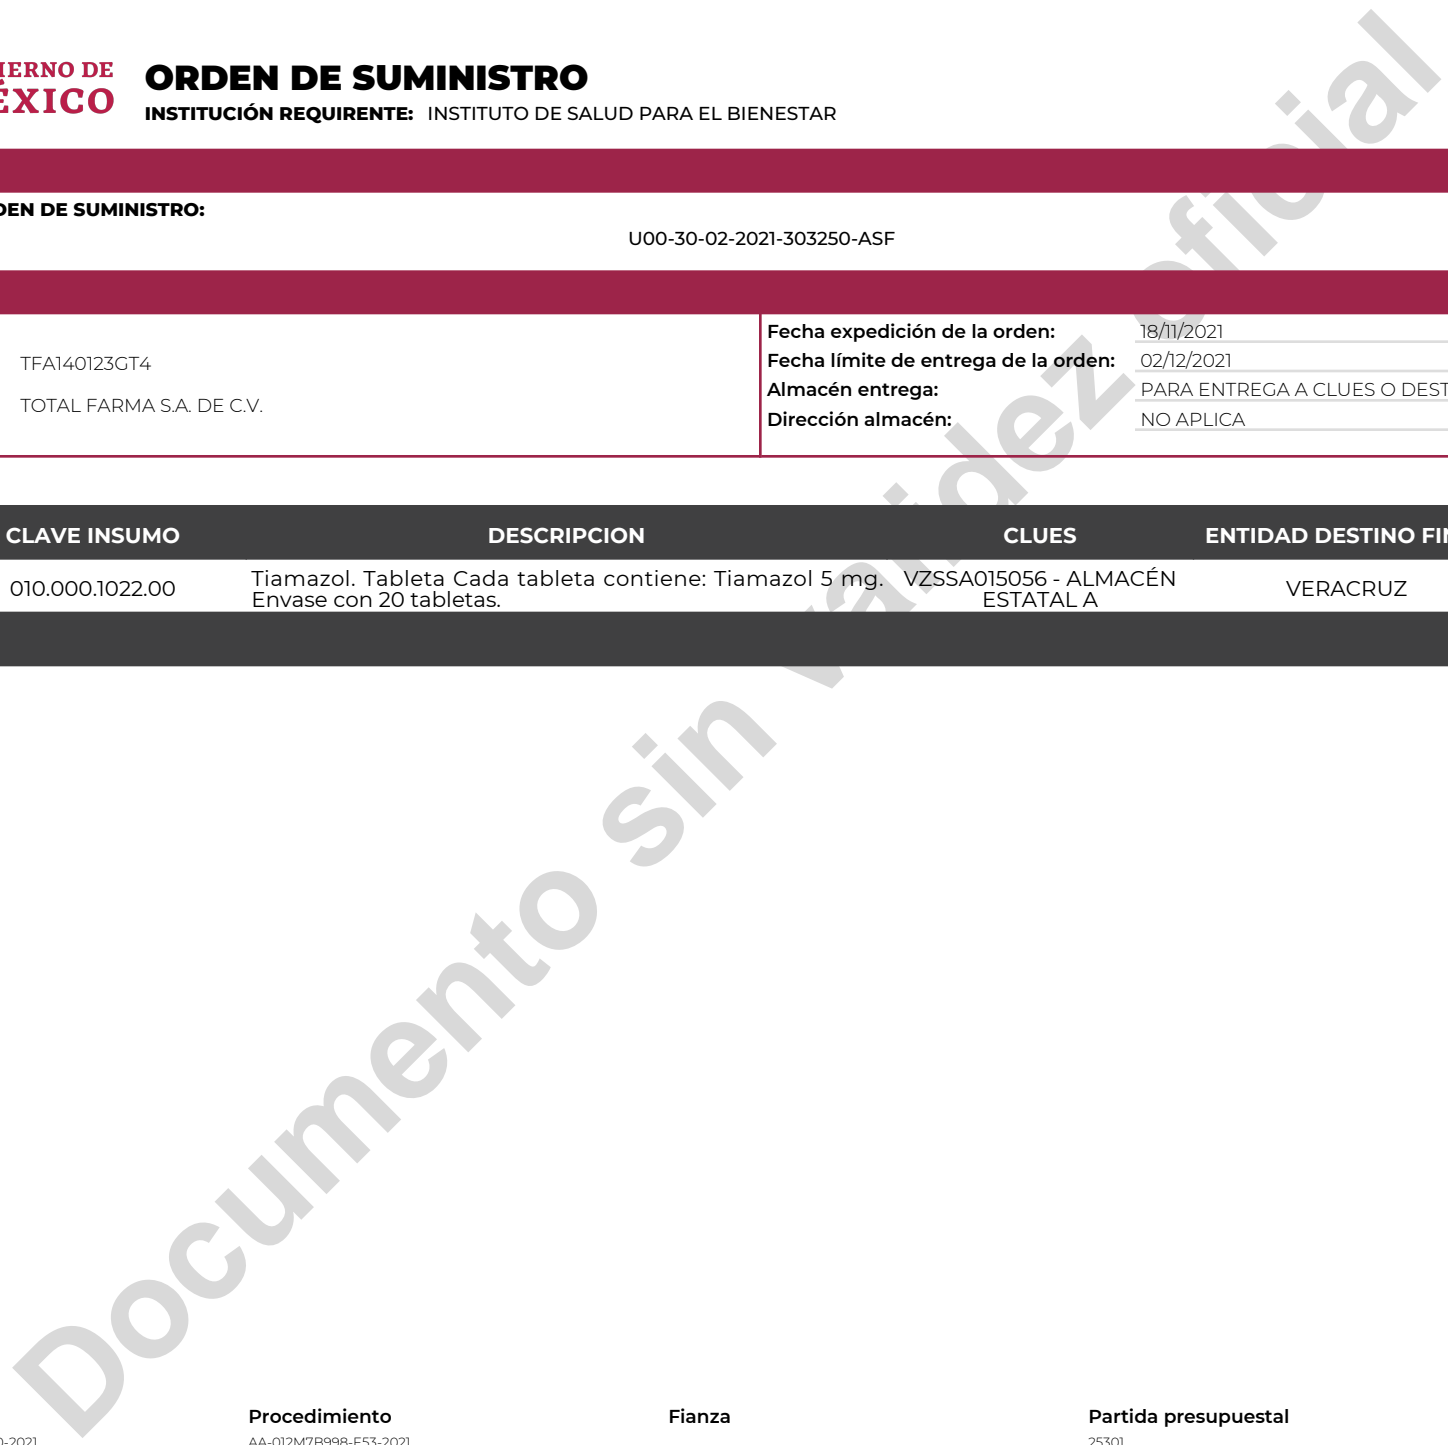 IERNO DE
ÉXICO
ORDEN DE SUMINISTRO
INSTITUCIÓN REQUIRENTE: INSTITUTO DE SALUD PARA EL BIENESTAR
DEN DE SUMINISTRO:
U00-30-02-2021-303250-ASF
TFA140123GT4
TOTAL FARMA S.A. DE C.V.
Fecha expedición de la orden: 18/11/2021
Fecha límite de entrega de la orden: 02/12/2021
Almacén entrega: PARA ENTREGA A CLUES O DEST
Dirección almacén: NO APLICA
CLAVE INSUMO DESCRIPCION CLUES ENTIDAD DESTINO FIN
010.000.1022.00 Tiamazol. Tableta Cada tableta contiene: Tiamazol 5 mg. VZSSA015056 - ALMACÉN VERACRUZ
Envase con 20 tabletas. ESTATAL A
Documento sin validez oficial
Procedimiento Fianza Partida presupuestal
0-2021 AA-012M7B998-E53-2021 25301